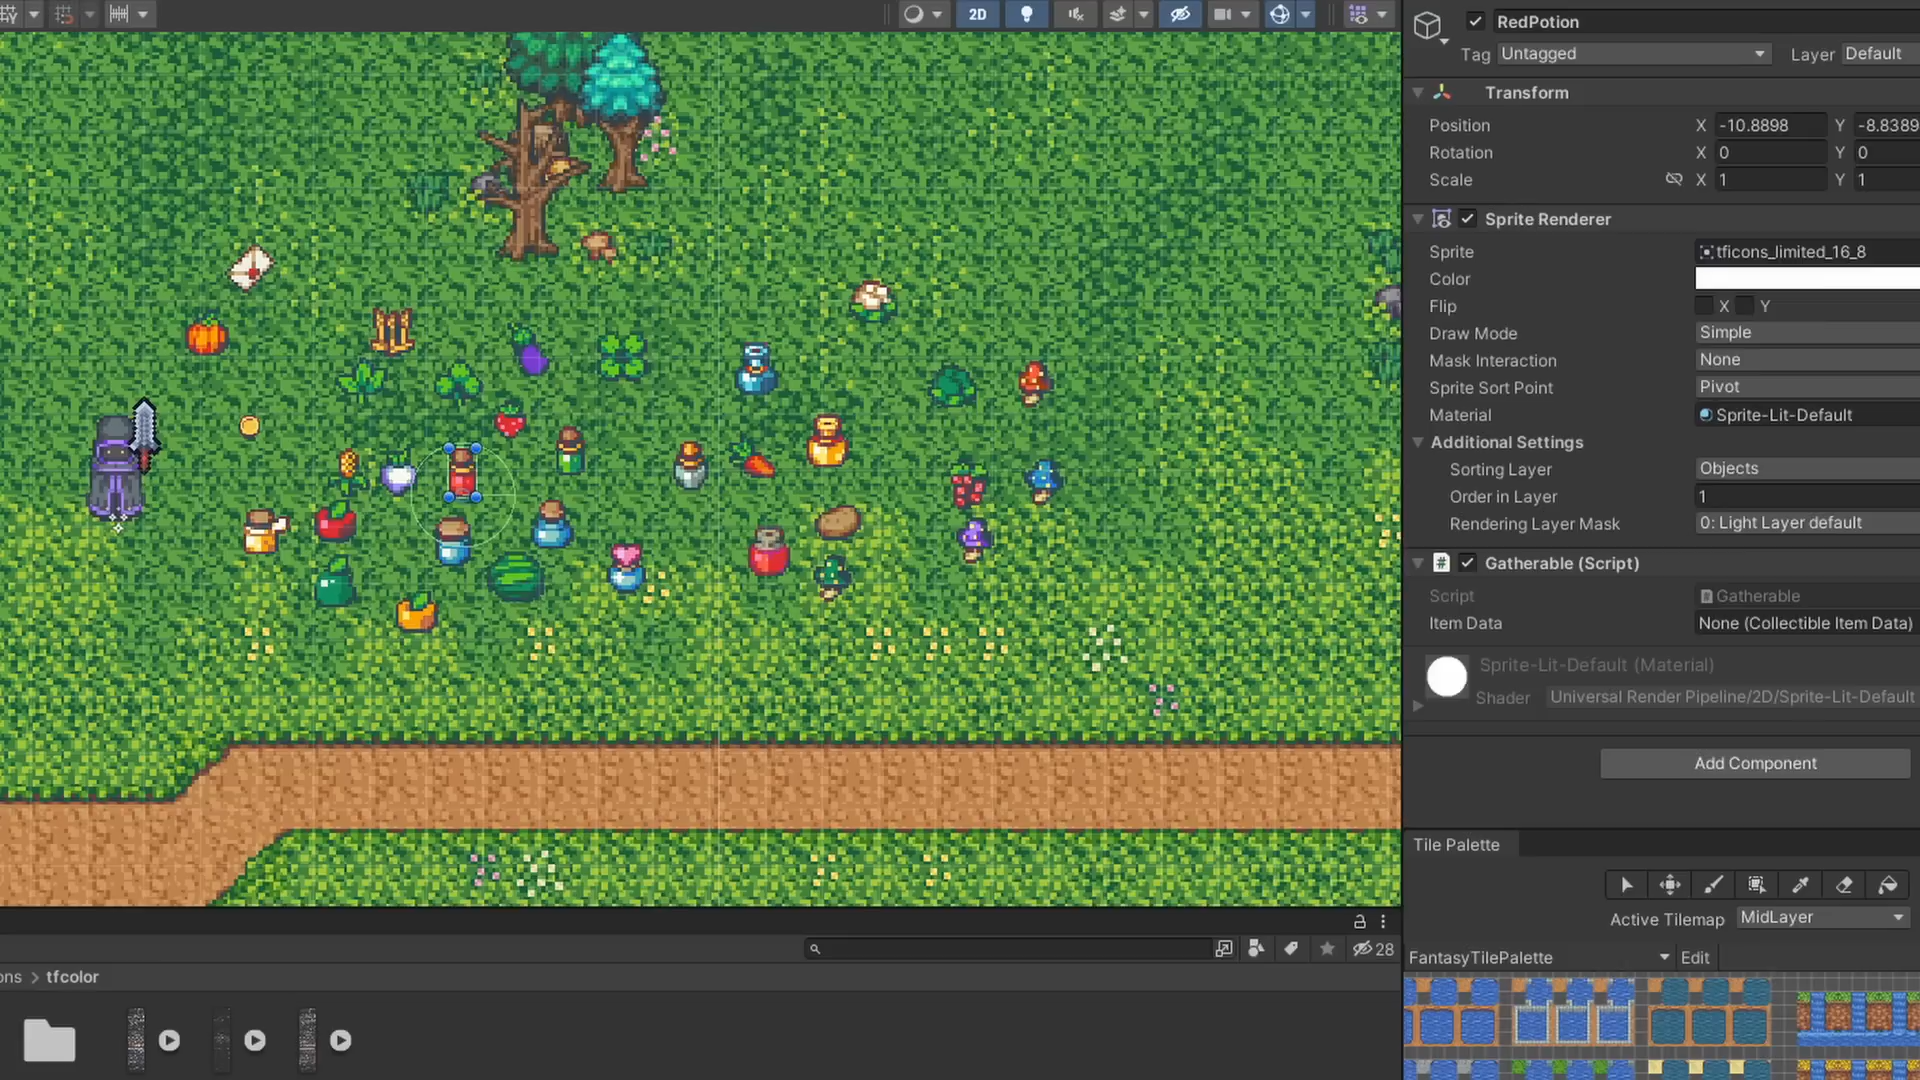 2D
RedPotion
Tag Untagged Layer Default
Transform
Position X -10.8898 Y -8.8389
Rotation X 0 Y 0
Scale X 1 Y 1
Sprite Renderer
Sprite tficons_limited_16_8
Color
Flip X Y
Draw Mode Simple
Mask Interaction None
Sprite Sort Point Pivot
Material Sprite-Lit-Default
Additional Settings
Sorting Layer Objects
Order in Layer 1
Rendering Layer Mask 0: Light Layer default
# Gatherable (Script)
Script Gatherable
Item Data None (Collectible Item Data)
Sprite-Lit-Default (Material)
Shader Universal Render Pipeline/2D/Sprite-Lit-Default
Add Component
Tile Palette
Active Tilemap MidLayer
FantasyTilePalette Edit
28
ons > tfcolor